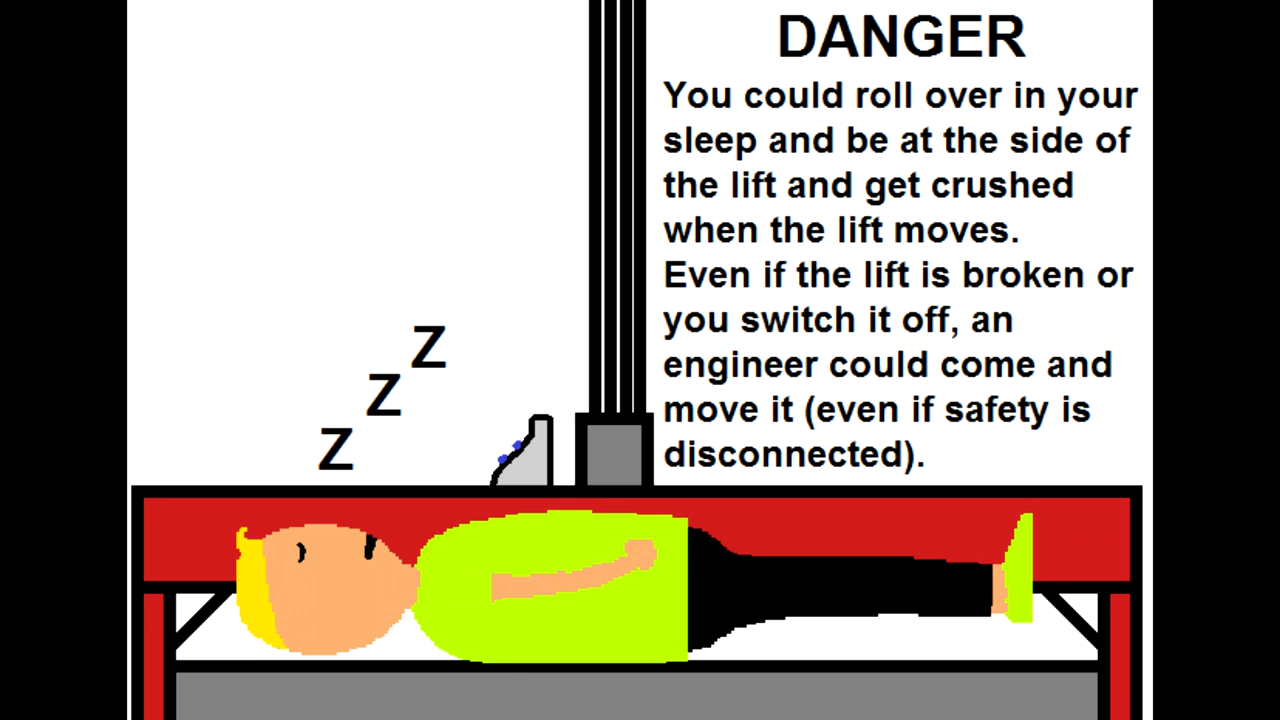 DANGER
You could roll over in your
sleep and be at the side of
the lift and get crushed
when the lift moves.
Even if the lift is broken or
you switch it off, an
engineer could come and
move it (even if safety is
disconnected).
Z
Z
Z